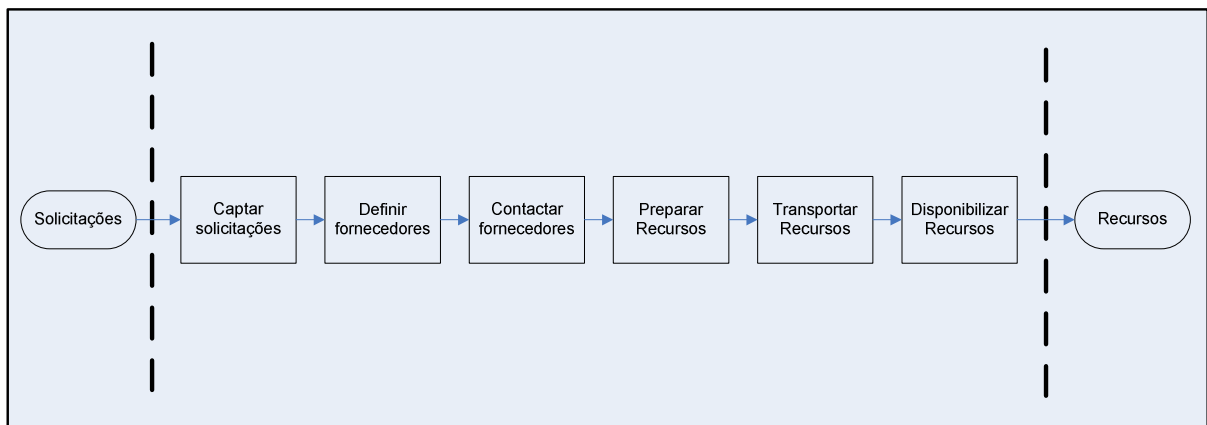 Solicitações
Captar
solicitações
Definir
fornecedores
Contactar
fornecedores
Preparar
Recursos
Transportar
Recursos
Disponibilizar
Recursos
Recursos